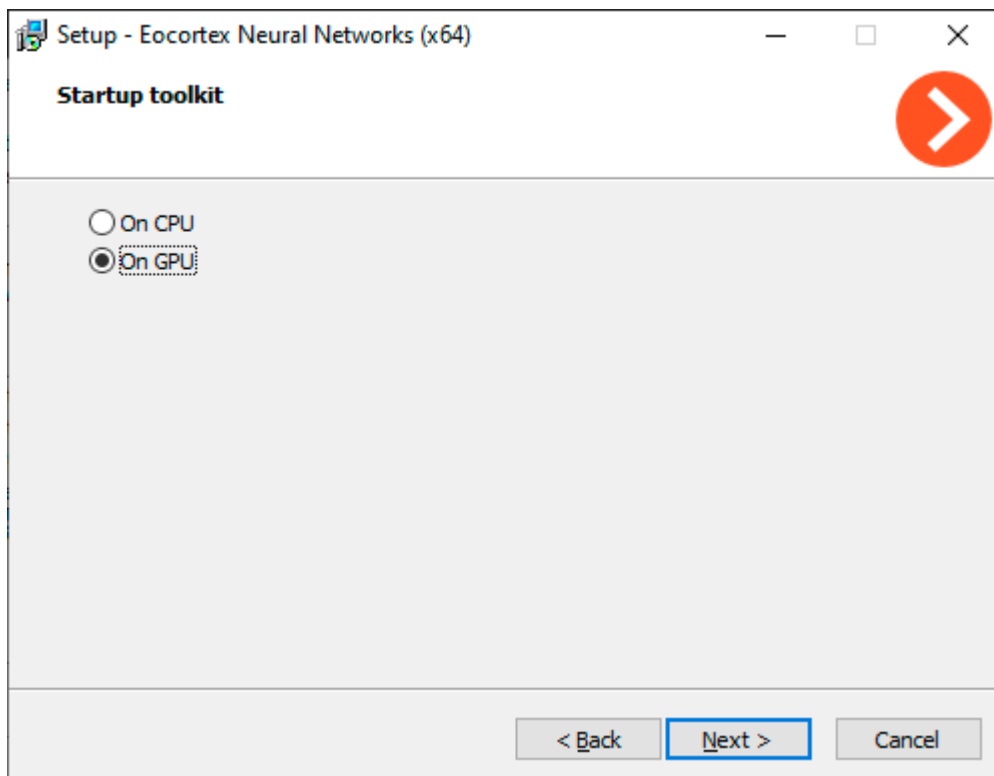 Setup - Eocortex Neural Networks (x64)
Startup toolkit
On CPU
On GPU
< Back Next > Cancel